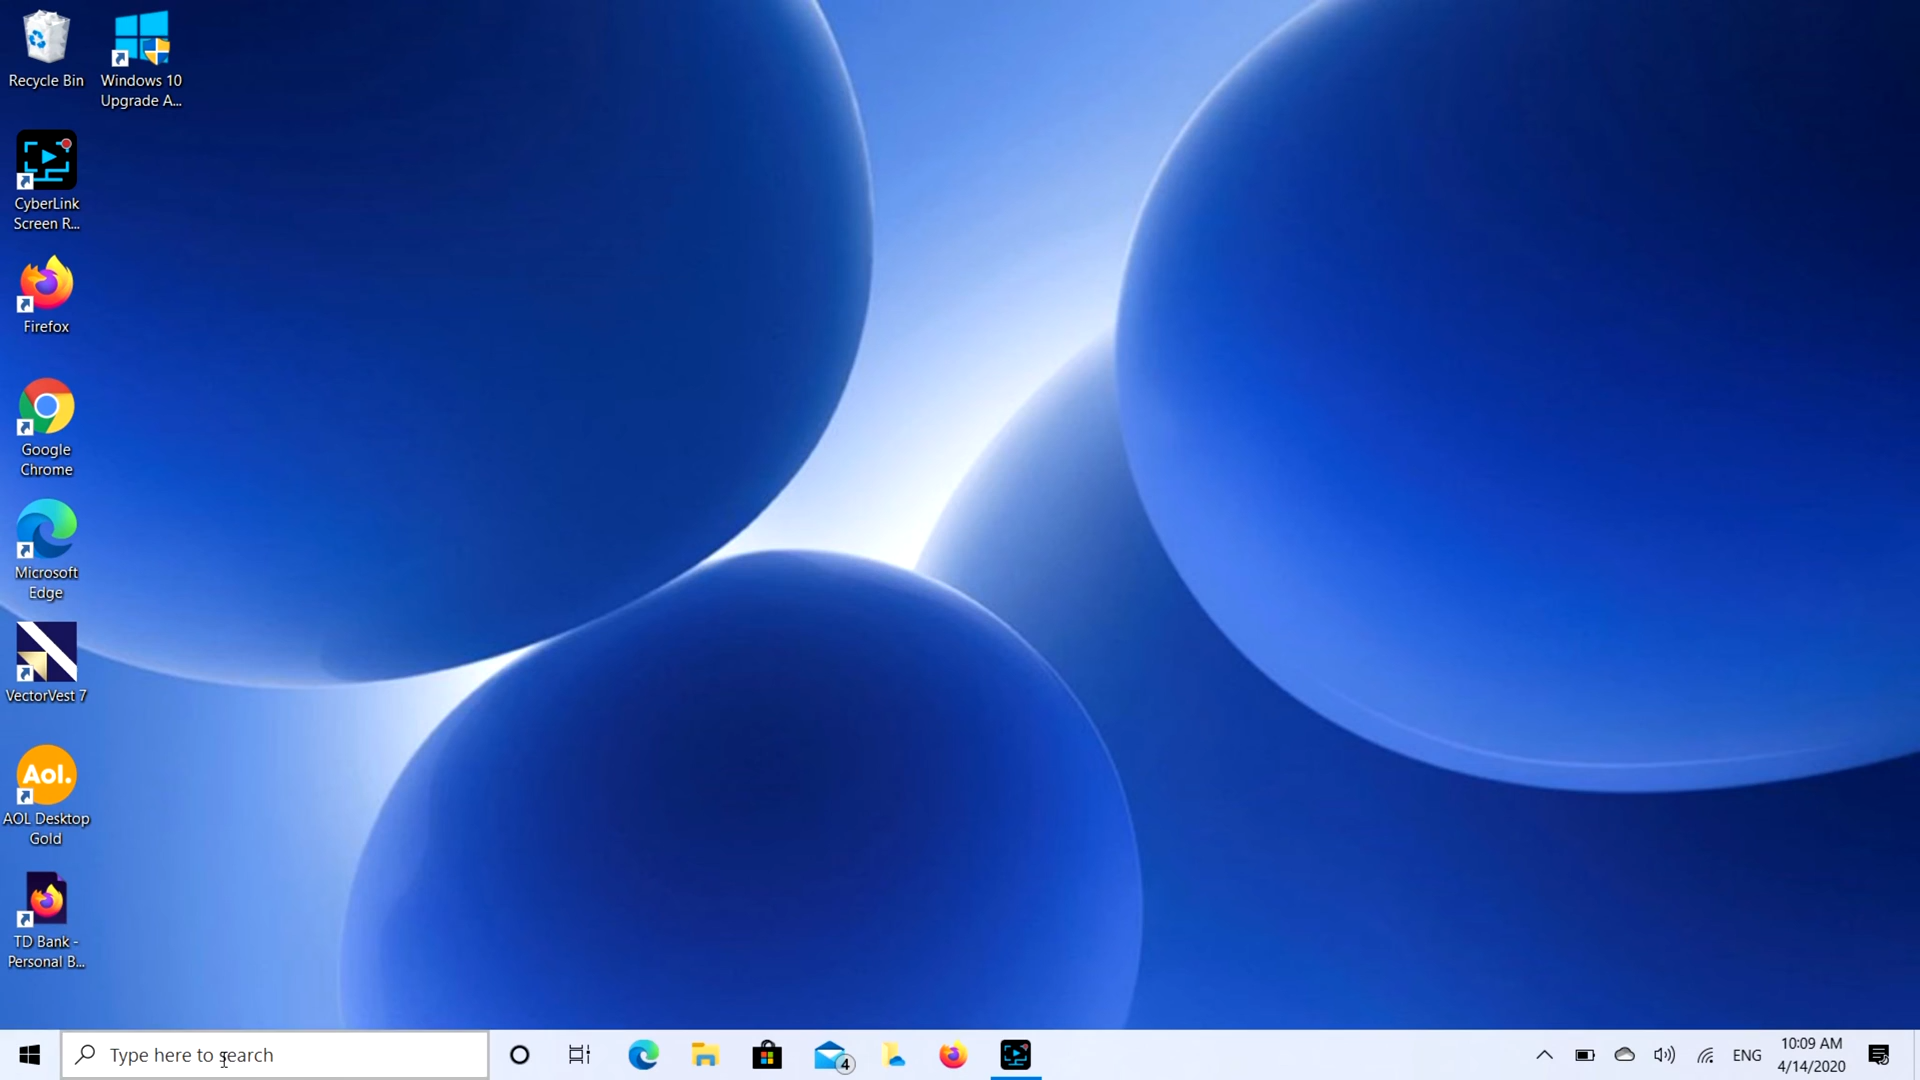 Recycle Bin
Windows 10
Upgrade A...
CyberLink
Screen R...
Firefox
Google
Chrome
Microsoft
Edge
VectorVest 7
Aol.
AOL Desktop
Gold
TD Bank -
Personal B...
Type here to search
4
ENG
10:09 AM
4/14/2020